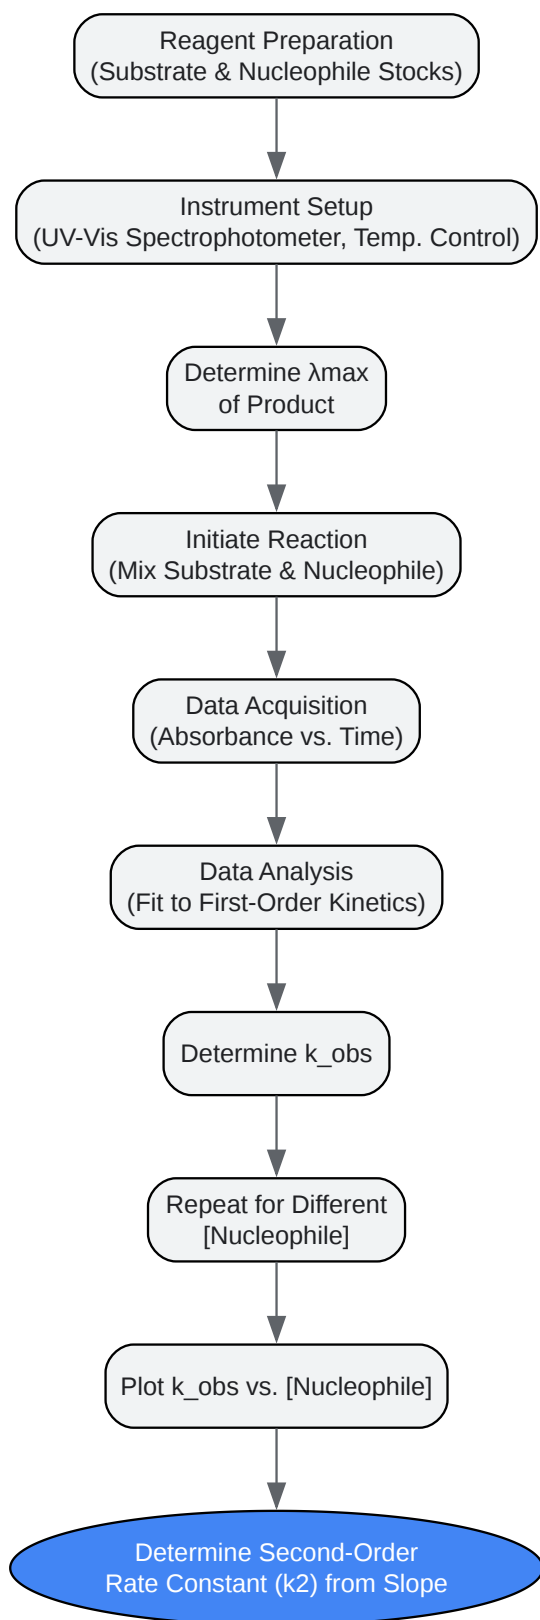 Reagent Preparation
(Substrate & Nucleophile Stocks)
Instrument Setup
(UV-Vis Spectrophotometer, Temp. Control)
Determine λmax
of Product
Initiate Reaction
(Mix Substrate & Nucleophile)
Data Acquisition
(Absorbance vs. Time)
Data Analysis
(Fit to First-Order Kinetics)
Determine k_obs
Repeat for Different
[Nucleophile]
Plot k_obs vs. [Nucleophile]
Determine Second-Order
Rate Constant (k2) from Slope